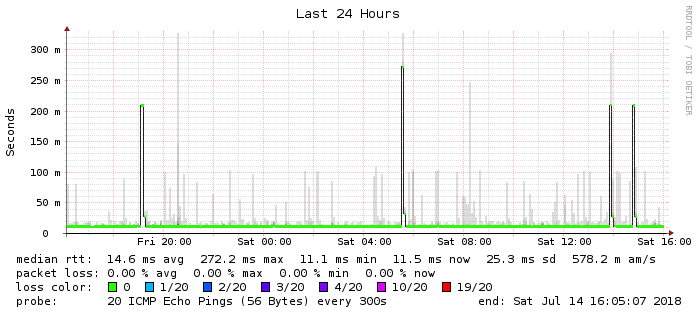 Last 24 Hours
RRDTOOL / TOBI OETIKER
Seconds
300 m
250 m
200 m
150 m
100 m
50 m
0
Fri 20:00 Sat 00:00 Sat 04:00 Sat 08:00 Sat 12:00 Sat 16:00
median rtt: 14.6 ms avg 272.2 ms max 11.1 ms min 11.5 ms now 25.3 ms sd 578.2 m am/s
packet loss: 0.00 % avg 0.00 % max 0.00 % min 0.00 % now
loss color: 0 1/20 2/20 3/20 4/20 10/20 19/20
probe: 20 ICMP Echo Pings (56 Bytes) every 300s end: Sat Jul 14 16:05:07 2018